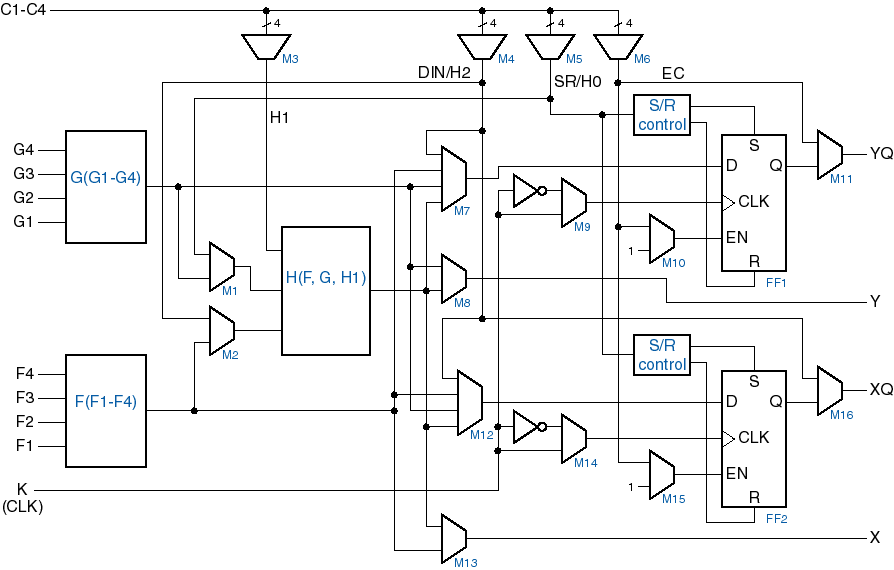 C1-C4
4
4
4
4
M3
M4
M5
M6
DIN/H2
SR/H0
EC
H1
S/R
control
G4
G3
G2
G1
G(G1-G4)
S
D
Q
CLK
EN
R
FF1
M11
YQ
M7
M9
1
M10
M1
H(F, G, H1)
M8
Y
M2
S/R
control
F4
F3
F2
F1
F(F1-F4)
S
D
Q
CLK
EN
R
FF2
M16
XQ
M12
M14
1
M15
K
(CLK)
M13
X